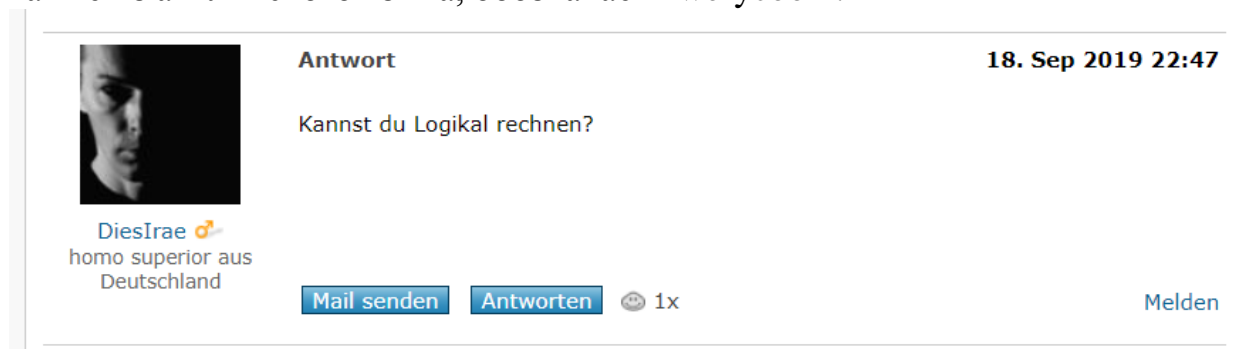 Antwort 18. Sep 2019 22:47
Kannst du Logikal rechnen?
DiesIrae
homo superior aus
Deutschland
Mail senden Antworten 1x Melden